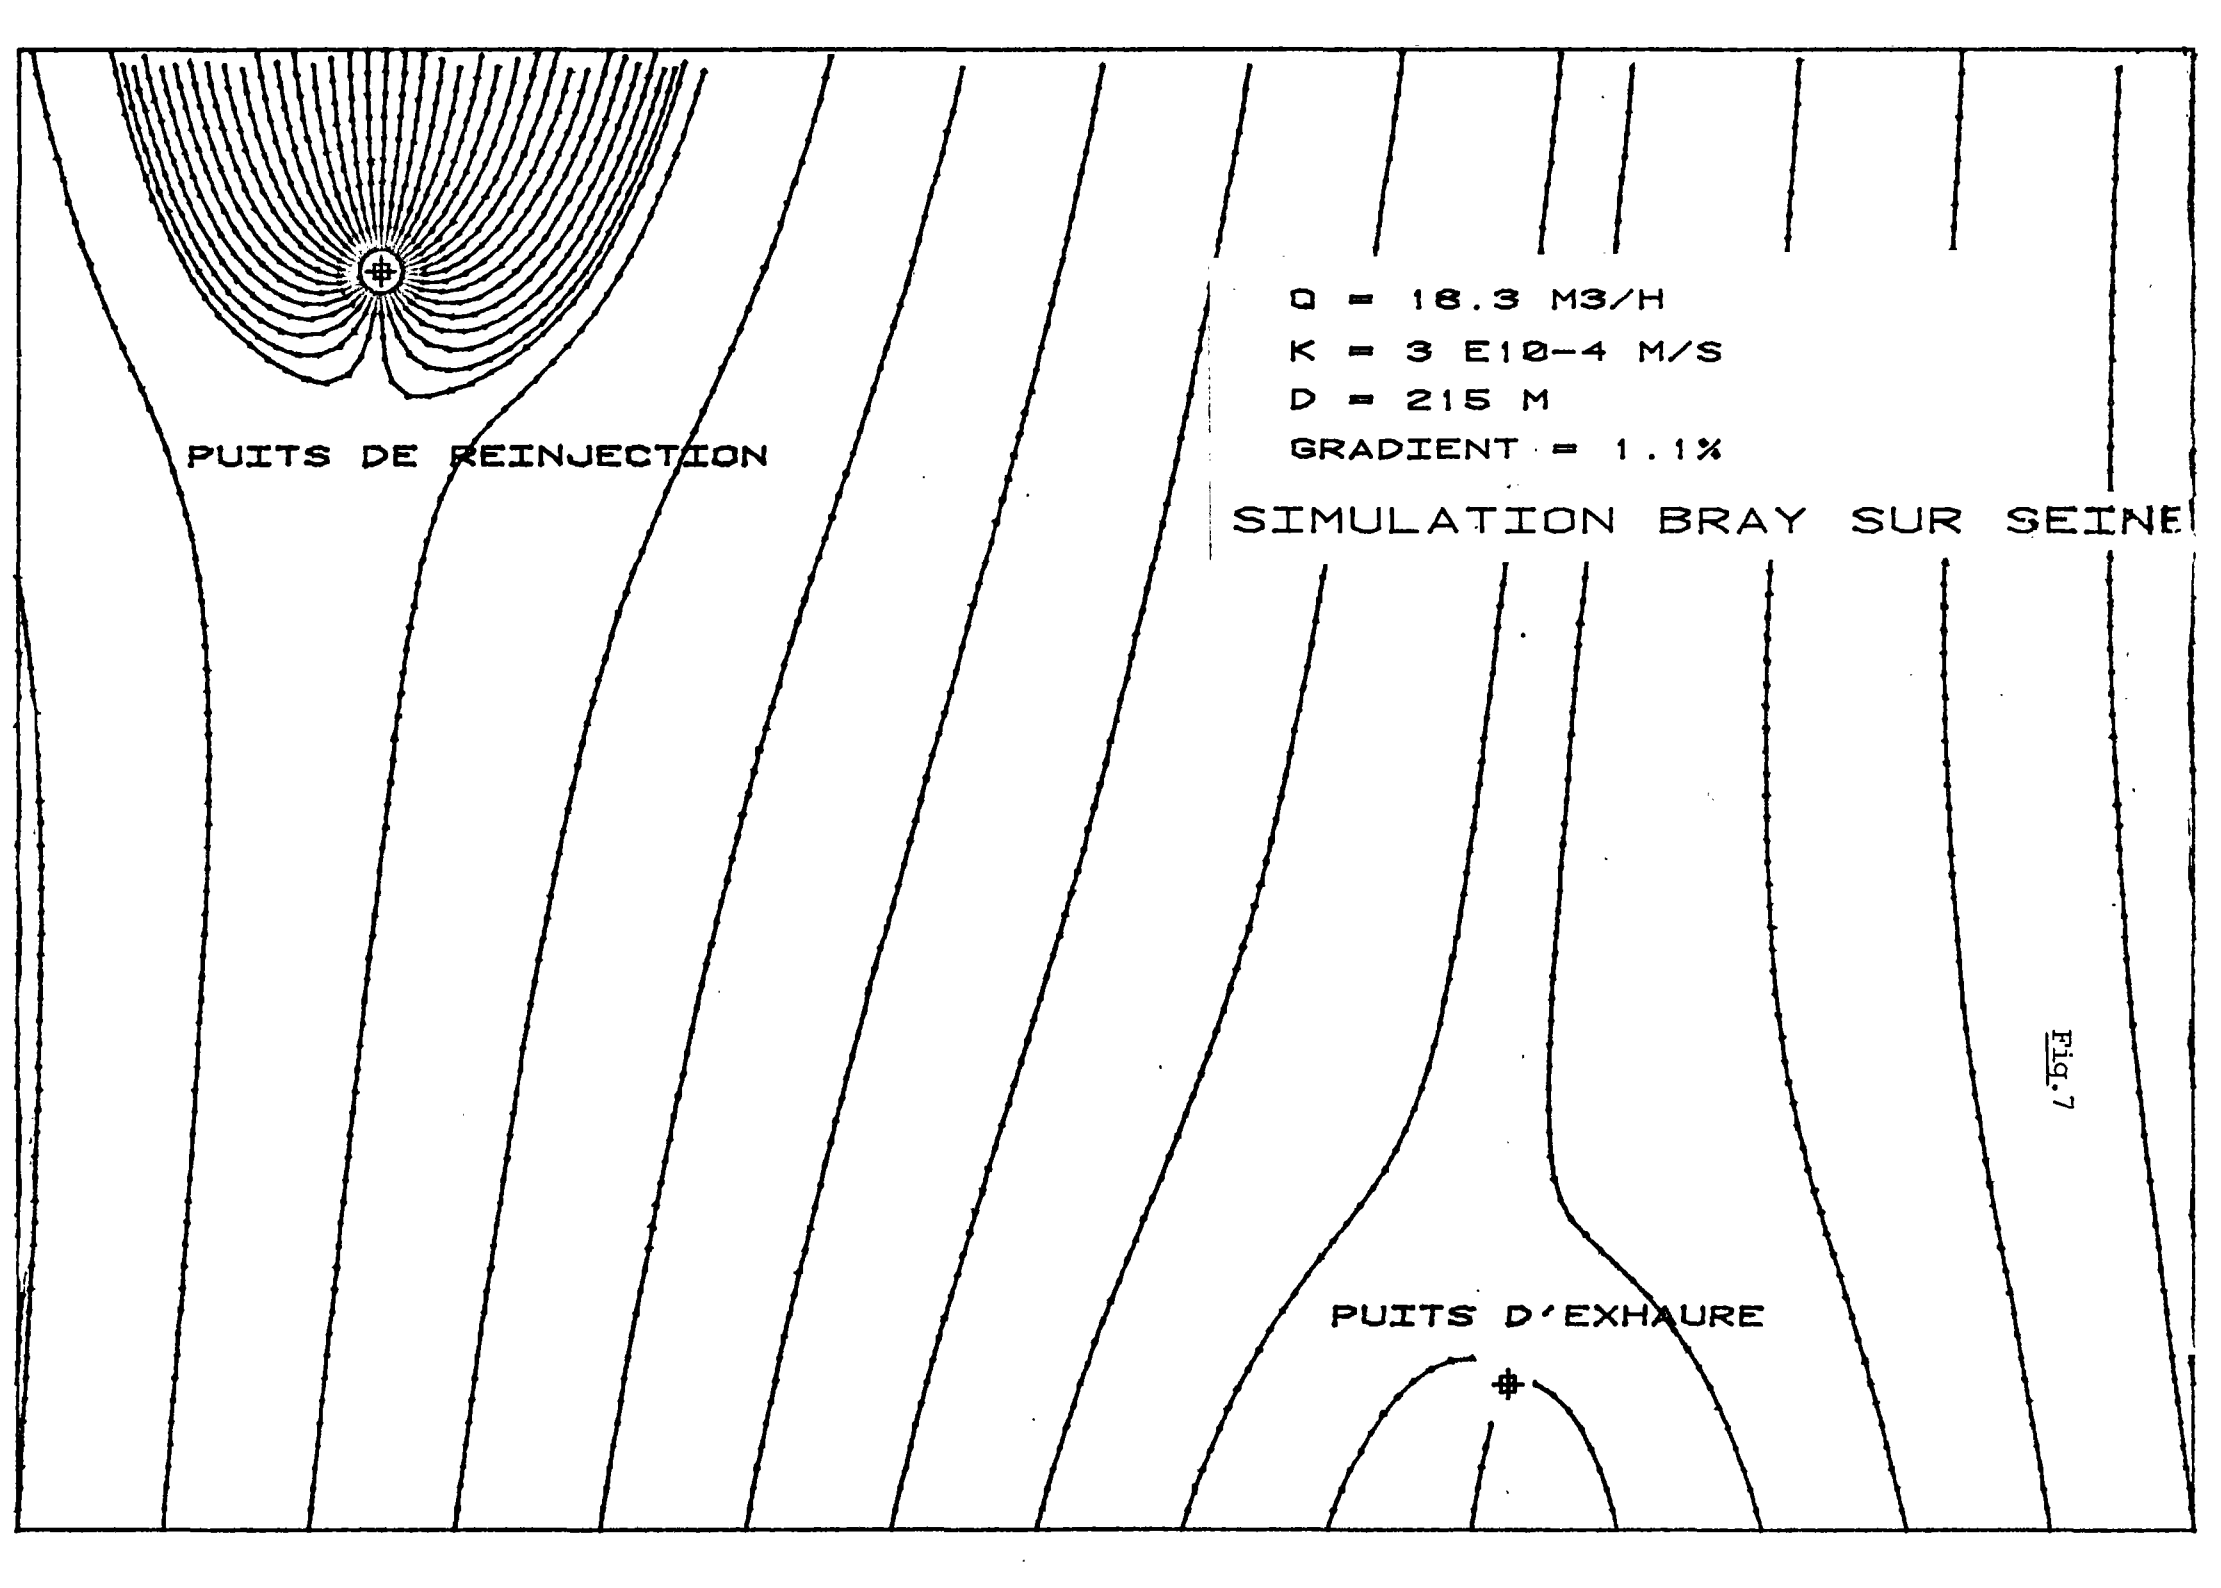 Q = 18.3 M3/H
K = 3 E10-4 M/S
D = 215 M
GRADIENT = 1.1%
PUITS DE REINJECTION
SIMULATION BRAY SUR SEINE
Fig.7
PUITS D'EXHAURE